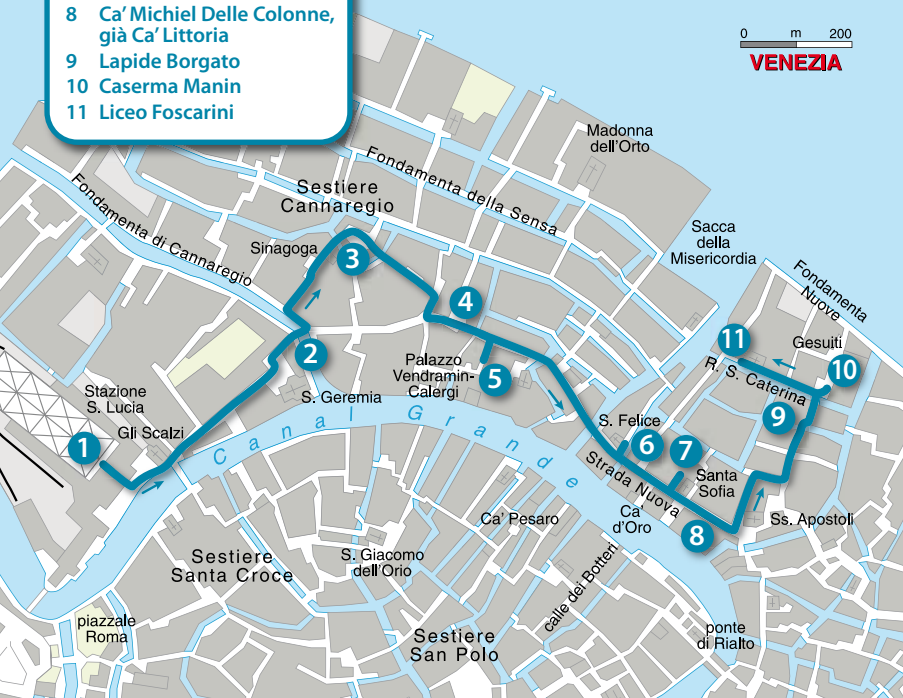 8 Ca' Michiel Delle Colonne,
già Ca' Littoria
9 Lapide Borgato
10 Caserma Manin
11 Liceo Foscarini
0 m 200
VENEZIA
Madonna
dell'Orto
Fondamenta della Sensa
Sestiere
Cannaregio
Fondamenta di Cannaregio
Sinagoga
Sacca
della
Misericordia
Fondamenta
Nuove
3
4
2
11
Gesuiti
10
R. S. Caterina
Palazzo
Vendramin-
Calergi
5
Stazione
S. Lucia
S. Geremia
9
Gli Scalzi
1
Canal Grande
S. Felice
6
7
Strada Nuova
Santa
Sofia
Ca' Pesaro
Ca'
d'Oro
8
Ss. Apostoli
Sestiere
Santa Croce
S. Giacomo
dell'Orio
calle dei Botteri
piazzale
Roma
Sestiere
San Polo
ponte
di Rialto